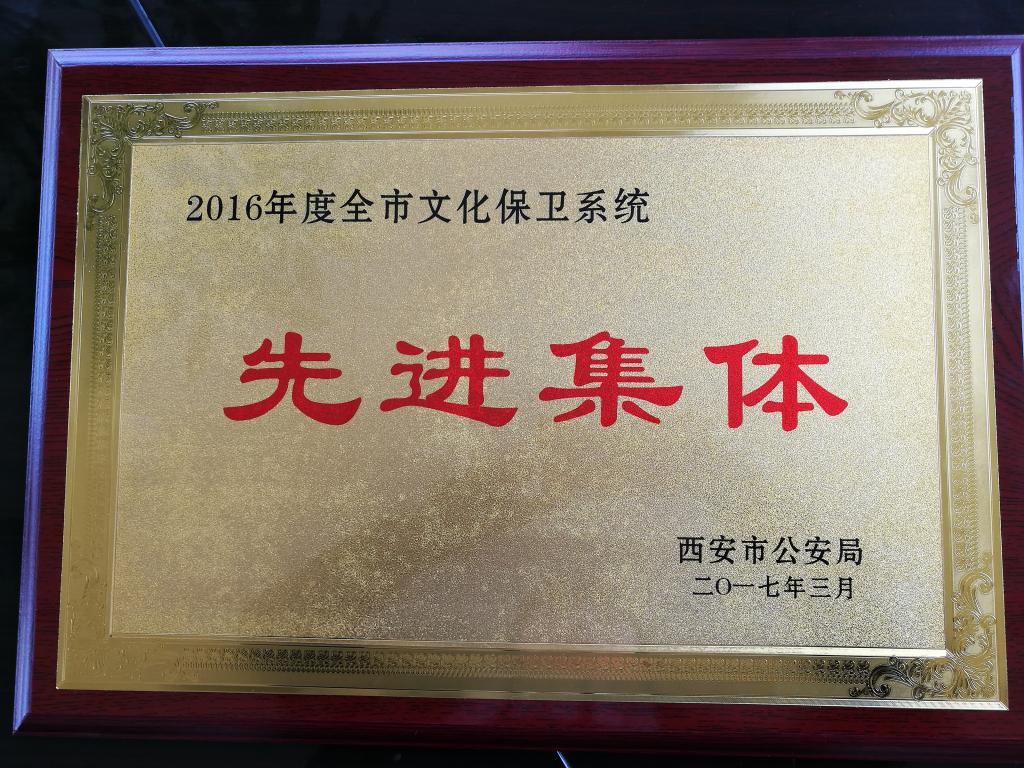 2016年度全市文化保卫系统
先进集体
西安市公安局
二〇一七年三月